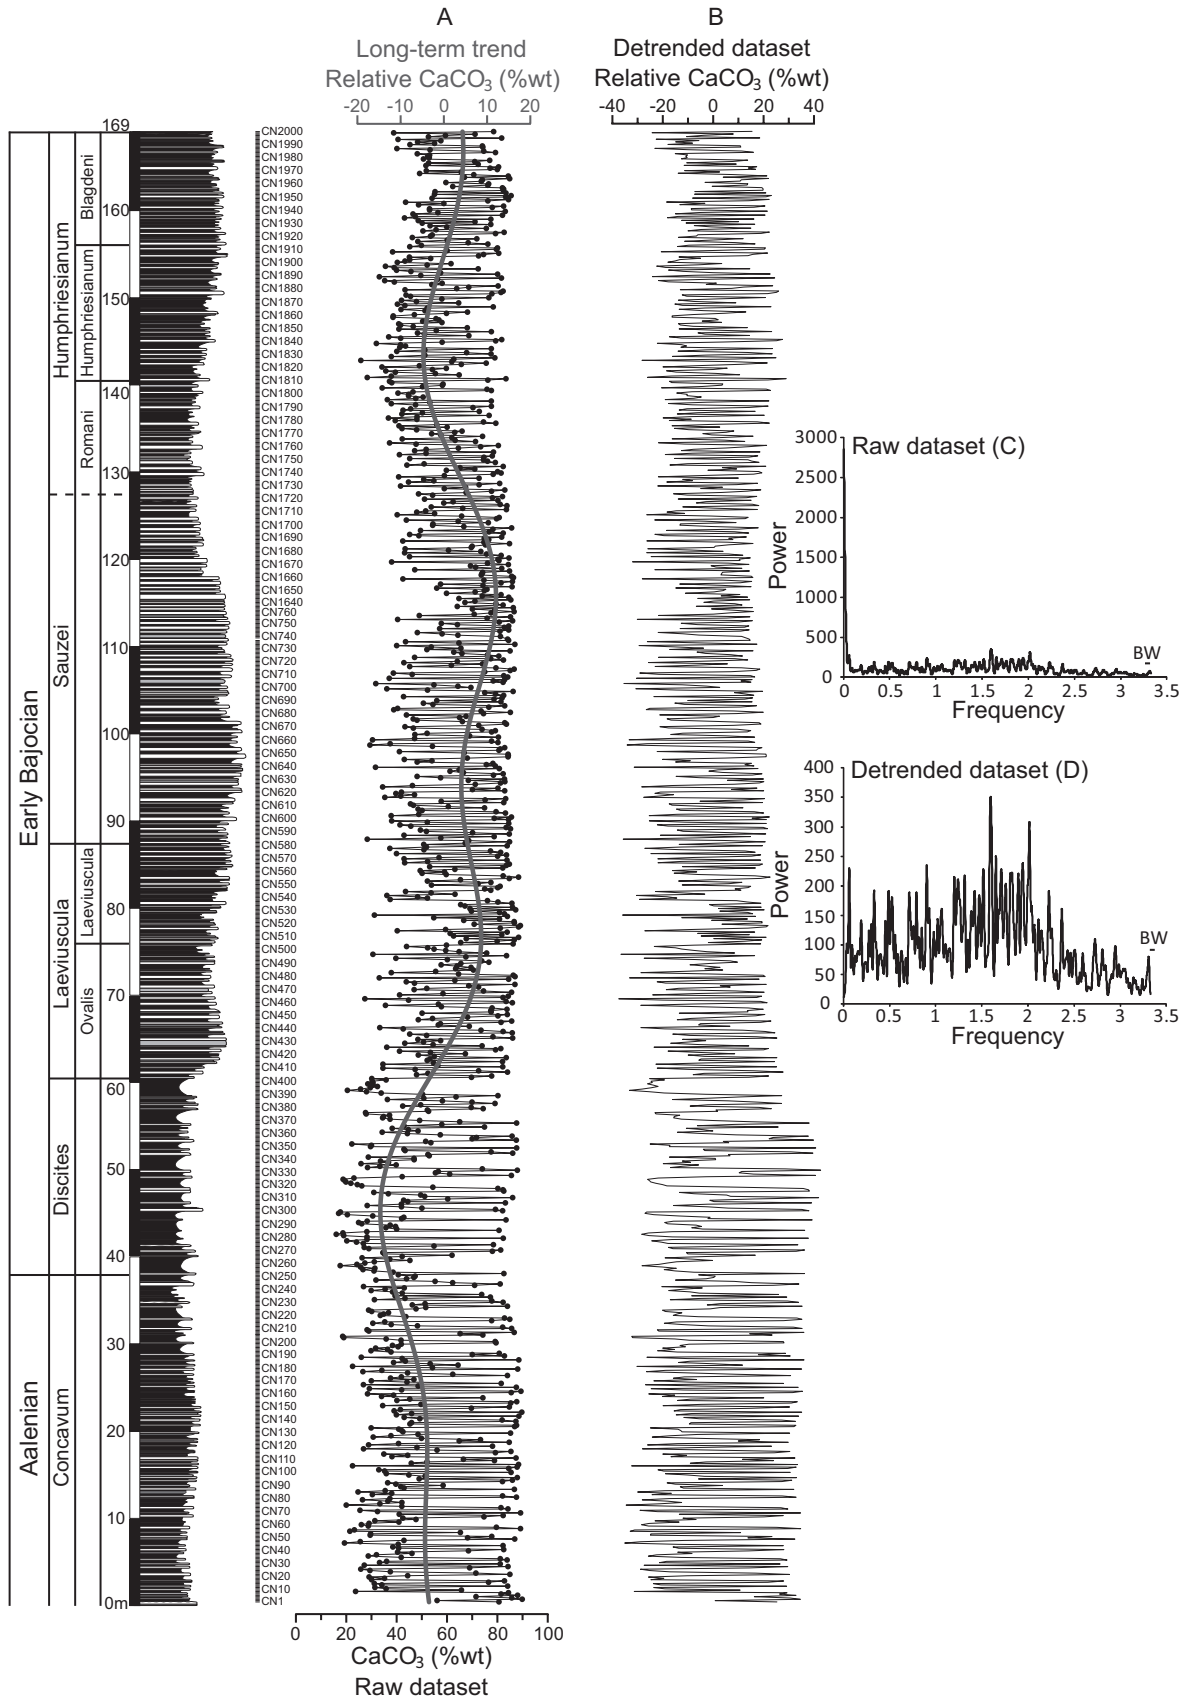 A
Long-term trend
Relative CaCO3 (%wt)
-20 -10 0 10 20
B
Detrended dataset
Relative CaCO3 (%wt)
-40 -20 0 20 40
169
160
150
140
130
120
110
100
90
80
70
60
50
40
30
20
10
0m
Early Bajocian
Aalenian
Humphriesianum
Sauzei
Laeviuscula
Discites
Concavum
Blagdeni
Humphriesianum
Romani
Laeviuscula
Ovalis
CN2000
CN1990
CN1980
CN1970
CN1960
CN1950
CN1940
CN1930
CN1920
CN1910
CN1900
CN1890
CN1880
CN1870
CN1860
CN1850
CN1840
CN1830
CN1820
CN1810
CN1800
CN1790
CN1780
CN1770
CN1760
CN1750
CN1740
CN1730
CN1720
CN1710
CN1700
CN1690
CN1680
CN1670
CN1660
CN1650
CN1640
CN760
CN750
CN740
CN730
CN720
CN710
CN700
CN690
CN680
CN670
CN660
CN650
CN640
CN630
CN620
CN610
CN600
CN590
CN580
CN570
CN560
CN550
CN540
CN530
CN520
CN510
CN500
CN490
CN480
CN470
CN460
CN450
CN440
CN430
CN420
CN410
CN400
CN390
CN380
CN370
CN360
CN350
CN340
CN330
CN320
CN310
CN300
CN290
CN280
CN270
CN260
CN250
CN240
CN230
CN220
CN210
CN200
CN190
CN180
CN170
CN160
CN150
CN140
CN130
CN120
CN110
CN100
CN90
CN80
CN70
CN60
CN50
CN40
CN30
CN20
CN10
CN1
0 20 40 60 80 100
CaCO3 (%wt)
Raw dataset
Raw dataset (C)
3000
2500
2000
1500
1000
500
0
Power
BW
0 0.5 1 1.5 2 2.5 3 3.5
Frequency
Detrended dataset (D)
400
350
300
250
200
150
100
50
0
Power
BW
0 0.5 1 1.5 2 2.5 3 3.5
Frequency